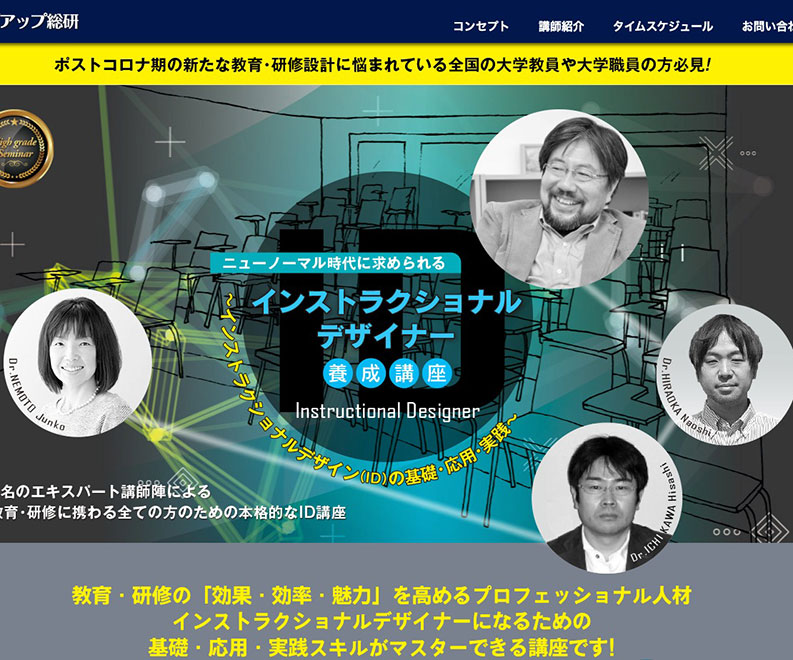 アップ総研
コンセプト 講師紹介 タイムスケジュール お問い合わ
ポストコロナ期の新たな教育・研修設計に悩まれている全国の大学教員や大学職員の方必見!
High grade
Seminar
ID
ニューノーマル時代に求められる
インストラクショナル
デザイナー
養成講座
Instructional Designer
～インストラクショナルデザイン(ID)の基礎・応用・実践～
Dr.NEMOTO Junko
Dr.HIRAOKA Naoshi
Dr.ICHIKAWA Hisashi
名のエキスパート講師陣による
教育・研修に携わる全ての方のための本格的なID講座
教育・研修の「効果・効率・魅力」を高めるプロフェッショナル人材
インストラクショナルデザイナーになるための
基礎・応用・実践スキルがマスターできる講座です!